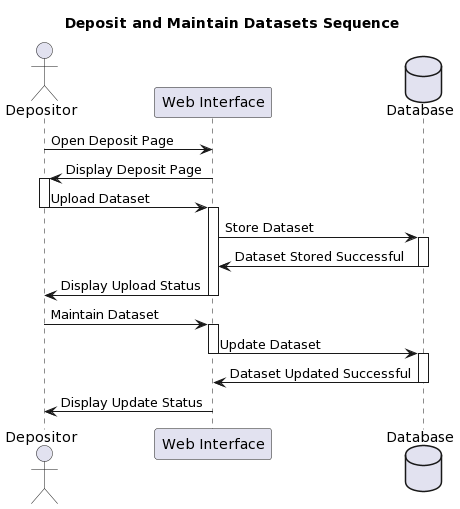 Deposit and Maintain Datasets Sequence
Depositor
Web Interface
Database
Open Deposit Page
Display Deposit Page
Upload Dataset
Store Dataset
Dataset Stored Successful
Display Upload Status
Maintain Dataset
Update Dataset
Dataset Updated Successful
Display Update Status
Depositor
Web Interface
Database